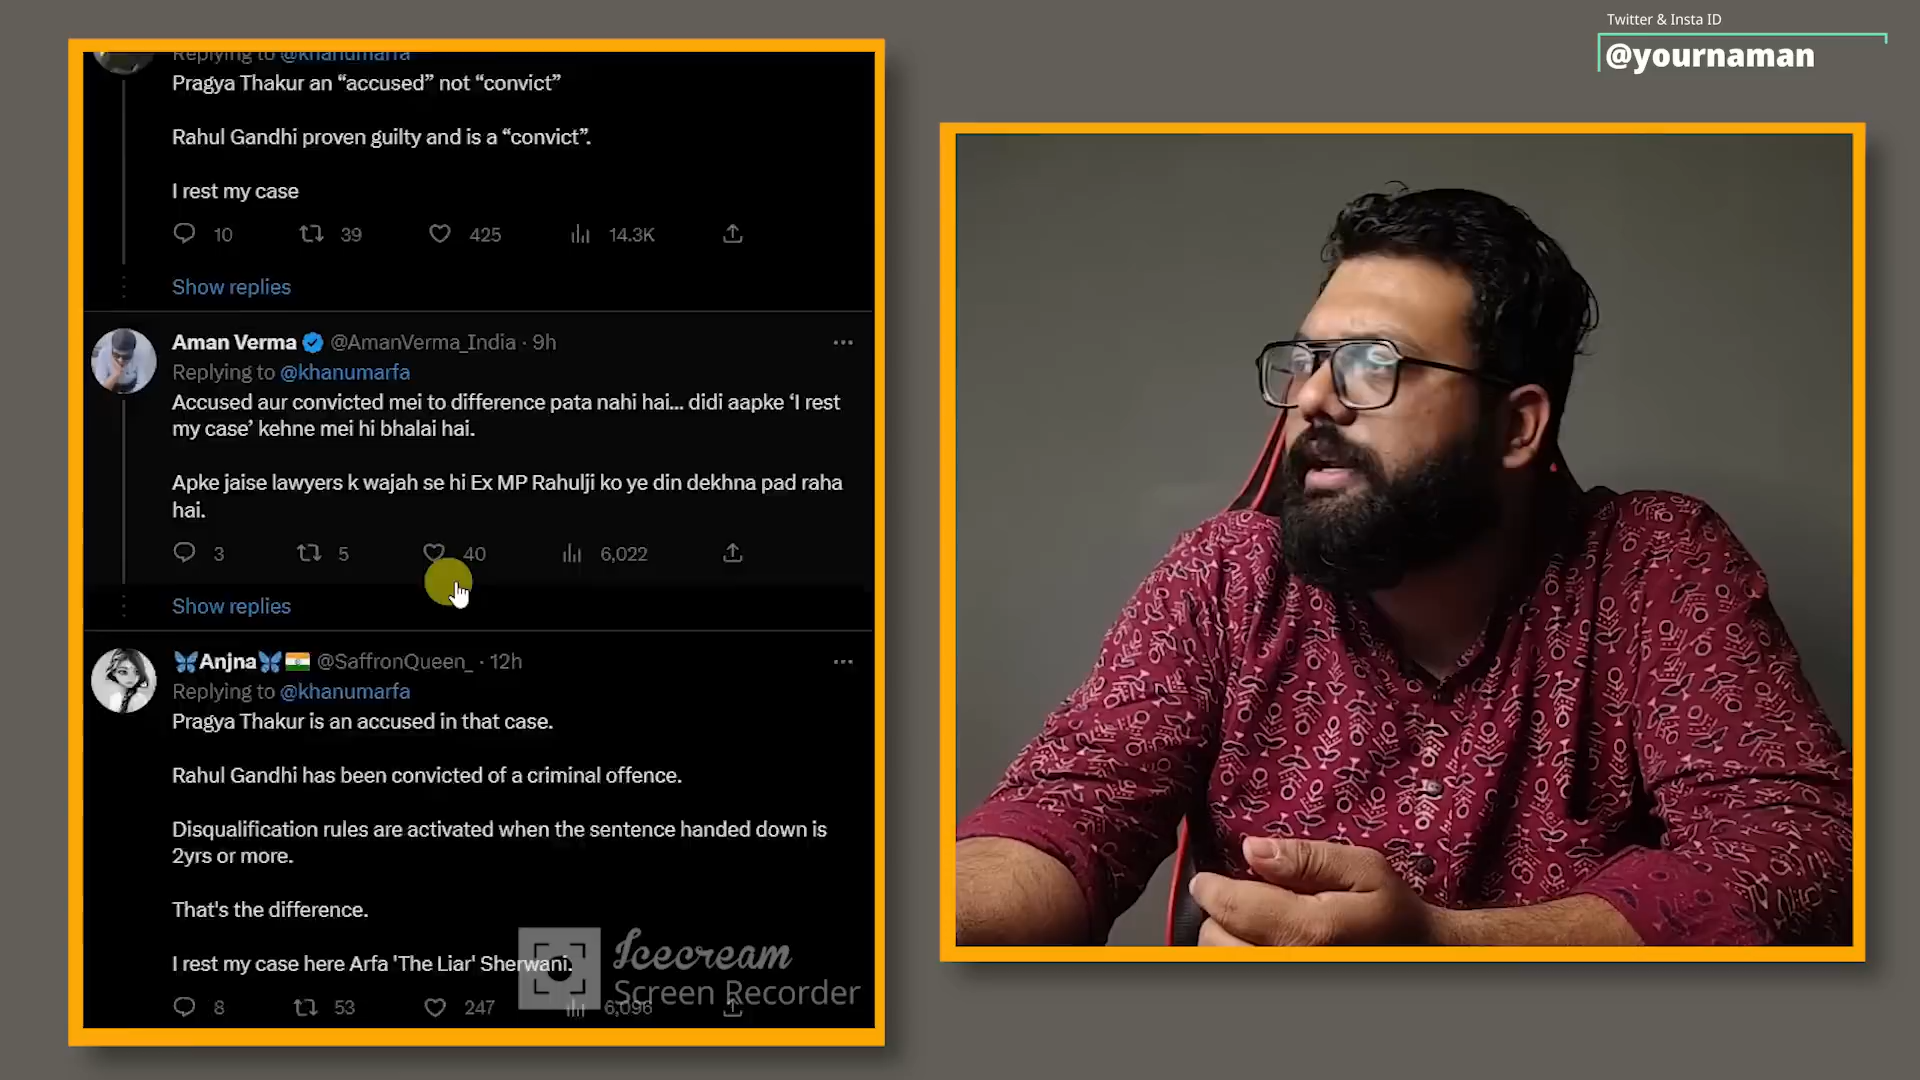 Twitter & Insta ID
@yournaman
Replying to @khanumarfa
Pragya Thakur an “accused” not “convict”
Rahul Gandhi proven guilty and is a “convict”.
I rest my case
10 39 425 14.3K
Show replies
Aman Verma @AmanVerma_India · 9h
Replying to @khanumarfa
Accused aur convicted mei to difference pata nahi hai... didi aapke ‘I rest
my case’ kehne mei hi bhalai hai.
Apke jaise lawyers k wajah se hi Ex MP Rahulji ko ye din dekhna pad raha
hai.
3 5 40 6,022
Show replies
Anjna @SaffronQueen_ · 12h
Replying to @khanumarfa
Pragya Thakur is an accused in that case.
Rahul Gandhi has been convicted of a criminal offence.
Disqualification rules are activated when the sentence handed down is
2yrs or more.
That's the difference.
I rest my case here Arfa 'The Liar' Sherwani.
8 53 247 6,096
Icecream
Screen Recorder